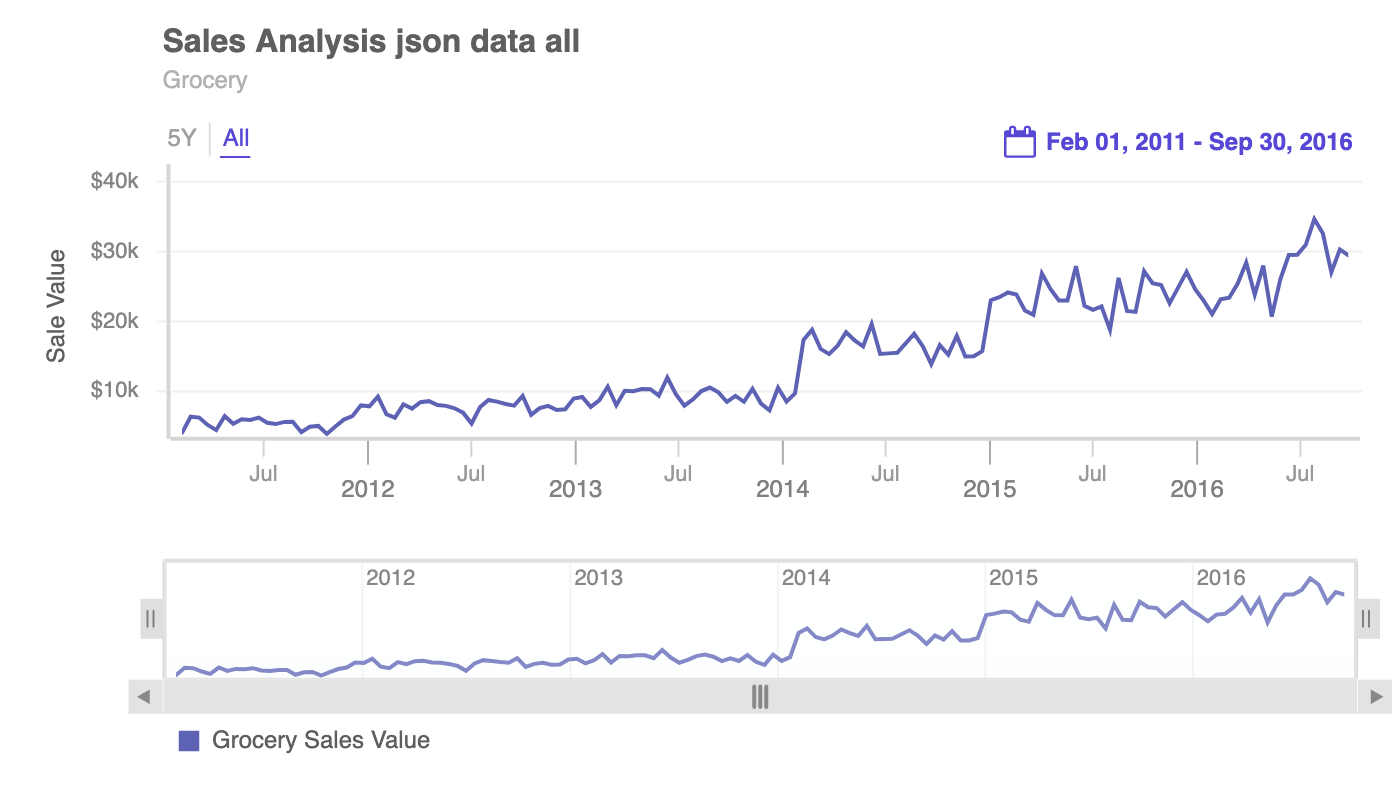 Sales Analysis json data all
Grocery
5Y All
Feb 01, 2011 - Sep 30, 2016
Sale Value
$40k
$30k
$20k
$10k
Jul 2012 Jul 2013 Jul 2014 Jul 2015 Jul 2016 Jul
2012 2013 2014 2015 2016
Grocery Sales Value